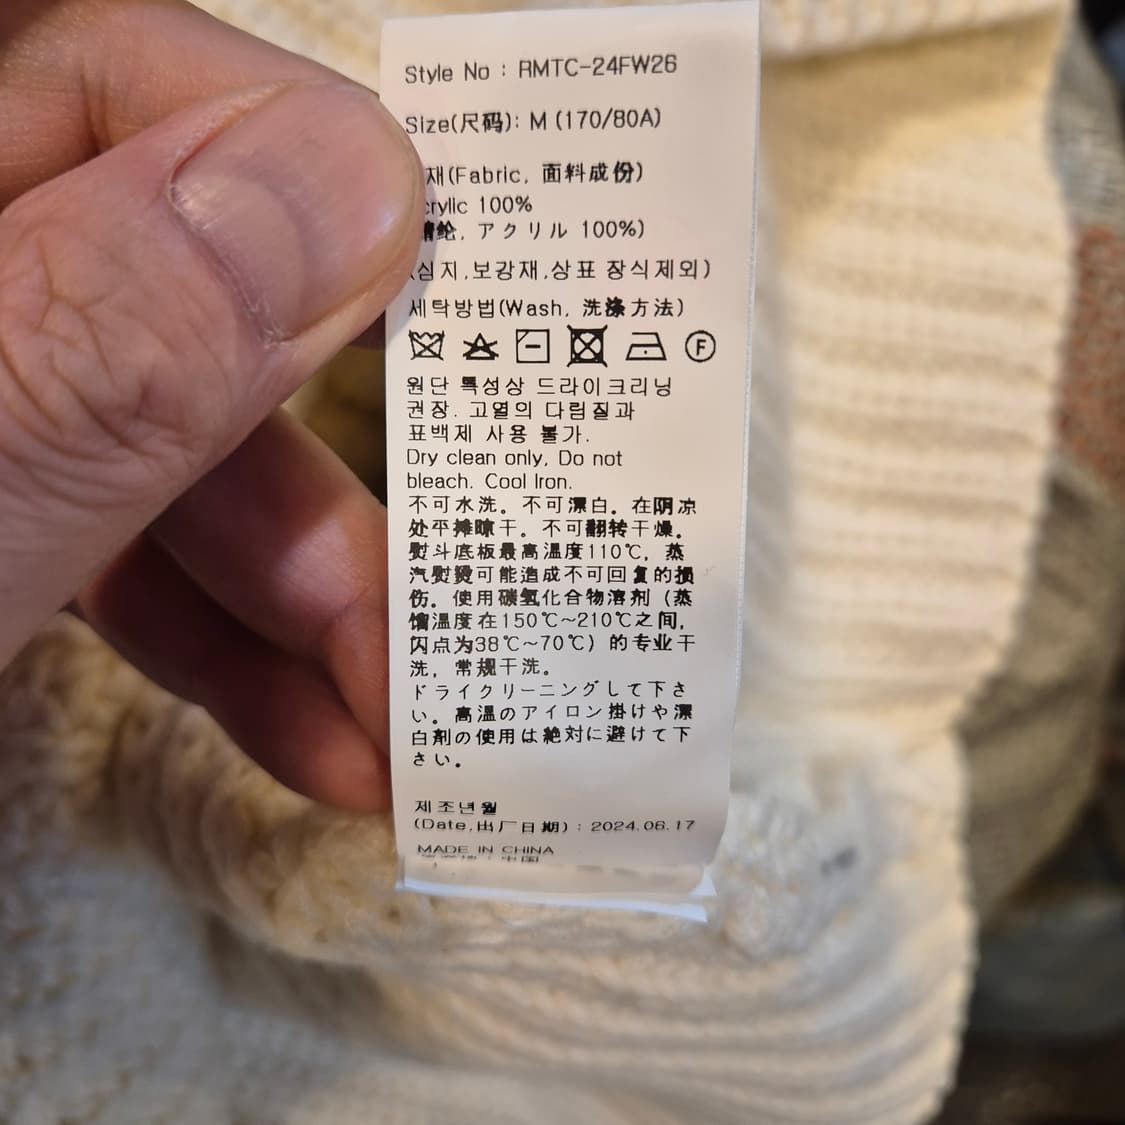 Style No : RMTC-24FW26
Size(尺码): M (170/80A)
재(Fabric, 面料成份)
crylic 100%
纶, アクリル 100%)
(심지,보강재,상표 장식제외)
세탁방법(Wash, 洗涤方法)
F
원단 특성상 드라이크리닝
권장. 고열의 다림질과
표백제 사용 불가.
Dry clean only, Do not
bleach. Cool Iron.
不可水洗。不可漂白。在阴凉
处平摊晾干。不可翻转干燥。
熨斗底板最高温度110℃, 蒸
汽熨烫可能造成不可回复的损
伤。使用碳氢化合物溶剂 (蒸
馏温度在150℃~210℃之间,
闪点为38℃~70℃) 的专业干
洗, 常规干洗。
ドライクリーニングして下さ
い。高温のアイロン掛けや漂
白剤の使用は絶対に避けて下
さい。
제조년월
(Date,出厂日期) : 2024.06.17
MADE IN CHINA
中国